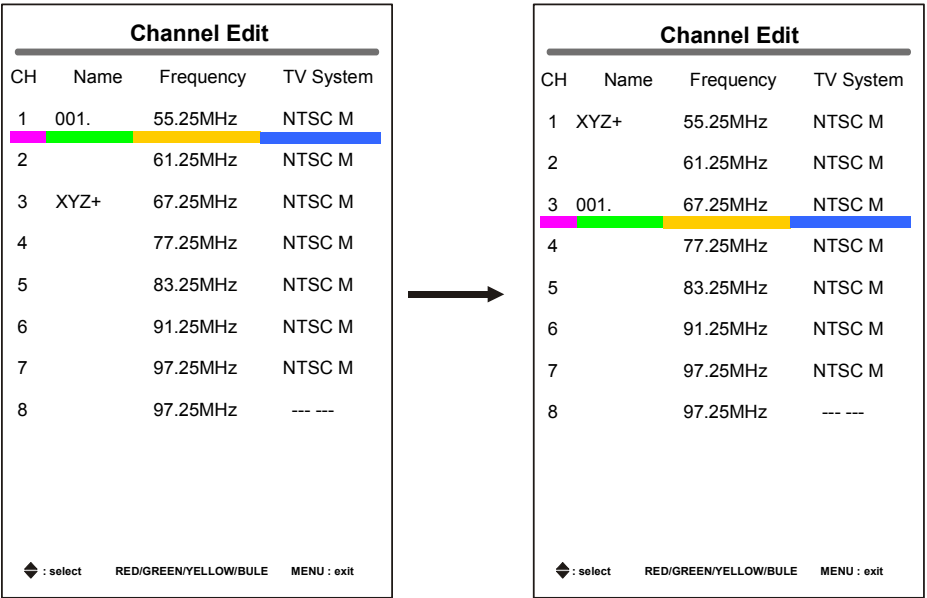 Channel Edit
CH Name Frequency TV System
1 001. 55.25MHz NTSC M
2 61.25MHz NTSC M
3 XYZ+ 67.25MHz NTSC M
4 77.25MHz NTSC M
5 83.25MHz NTSC M
6 91.25MHz NTSC M
7 97.25MHz NTSC M
8 97.25MHz --- ---
: select RED/GREEN/YELLOW/BULE MENU : exit
Channel Edit
CH Name Frequency TV System
1 XYZ+ 55.25MHz NTSC M
2 61.25MHz NTSC M
3 001. 67.25MHz NTSC M
4 77.25MHz NTSC M
5 83.25MHz NTSC M
6 91.25MHz NTSC M
7 97.25MHz NTSC M
8 97.25MHz --- ---
: select RED/GREEN/YELLOW/BULE MENU : exit